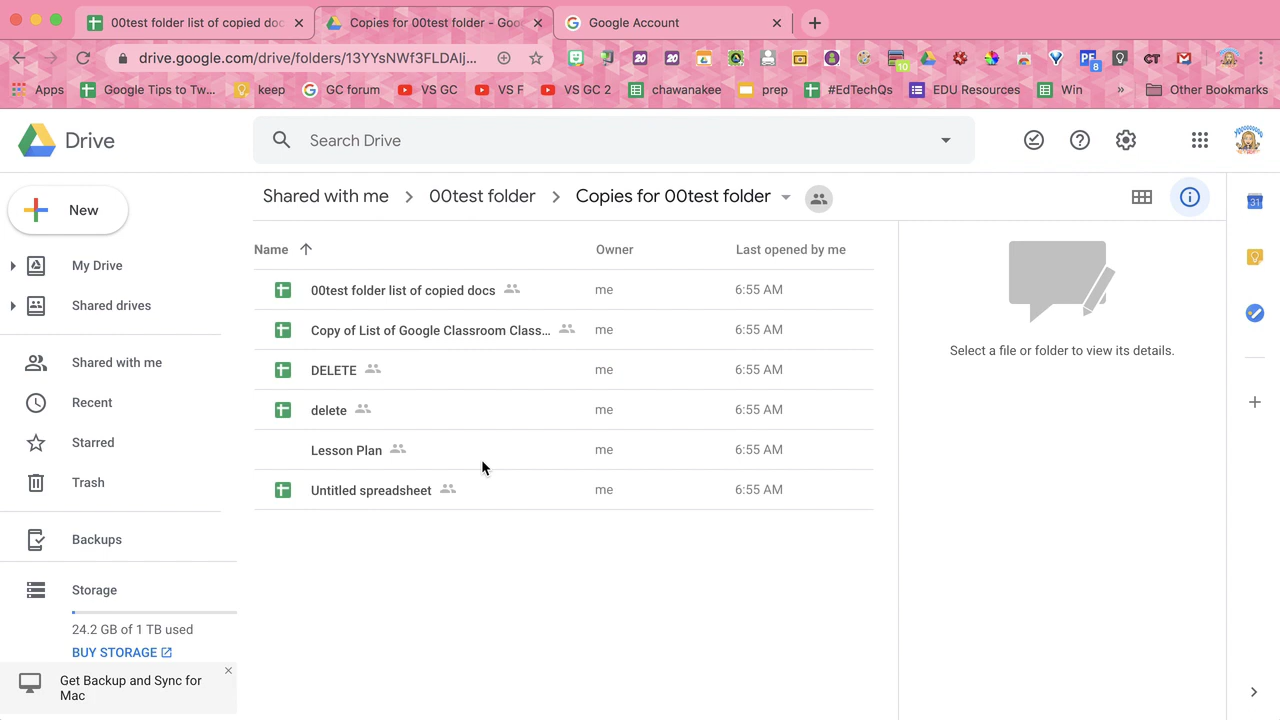 00test folder list of copied doc
Copies for 00test folder - Goo
Google Account
drive.google.com/drive/folders/13YYsNWf3FLDAIj...
20
20
10
8
CT
Apps
Google Tips to Tw...
keep
GC forum
VS GC
VS F
VS GC 2
chawanakee
prep
#EdTechQs
EDU Resources
Win
»
Other Bookmarks
Drive
Search Drive
New
Shared with me
00test folder
Copies for 00test folder
My Drive
Shared drives
Shared with me
Recent
Starred
Trash
Backups
Storage
24.2 GB of 1 TB used
BUY STORAGE
Get Backup and Sync for
Mac
Name Owner Last opened by me
00test folder list of copied docs me 6:55 AM
Copy of List of Google Classroom Class... me 6:55 AM
DELETE me 6:55 AM
delete me 6:55 AM
Lesson Plan me 6:55 AM
Untitled spreadsheet me 6:55 AM
Select a file or folder to view its details.
31